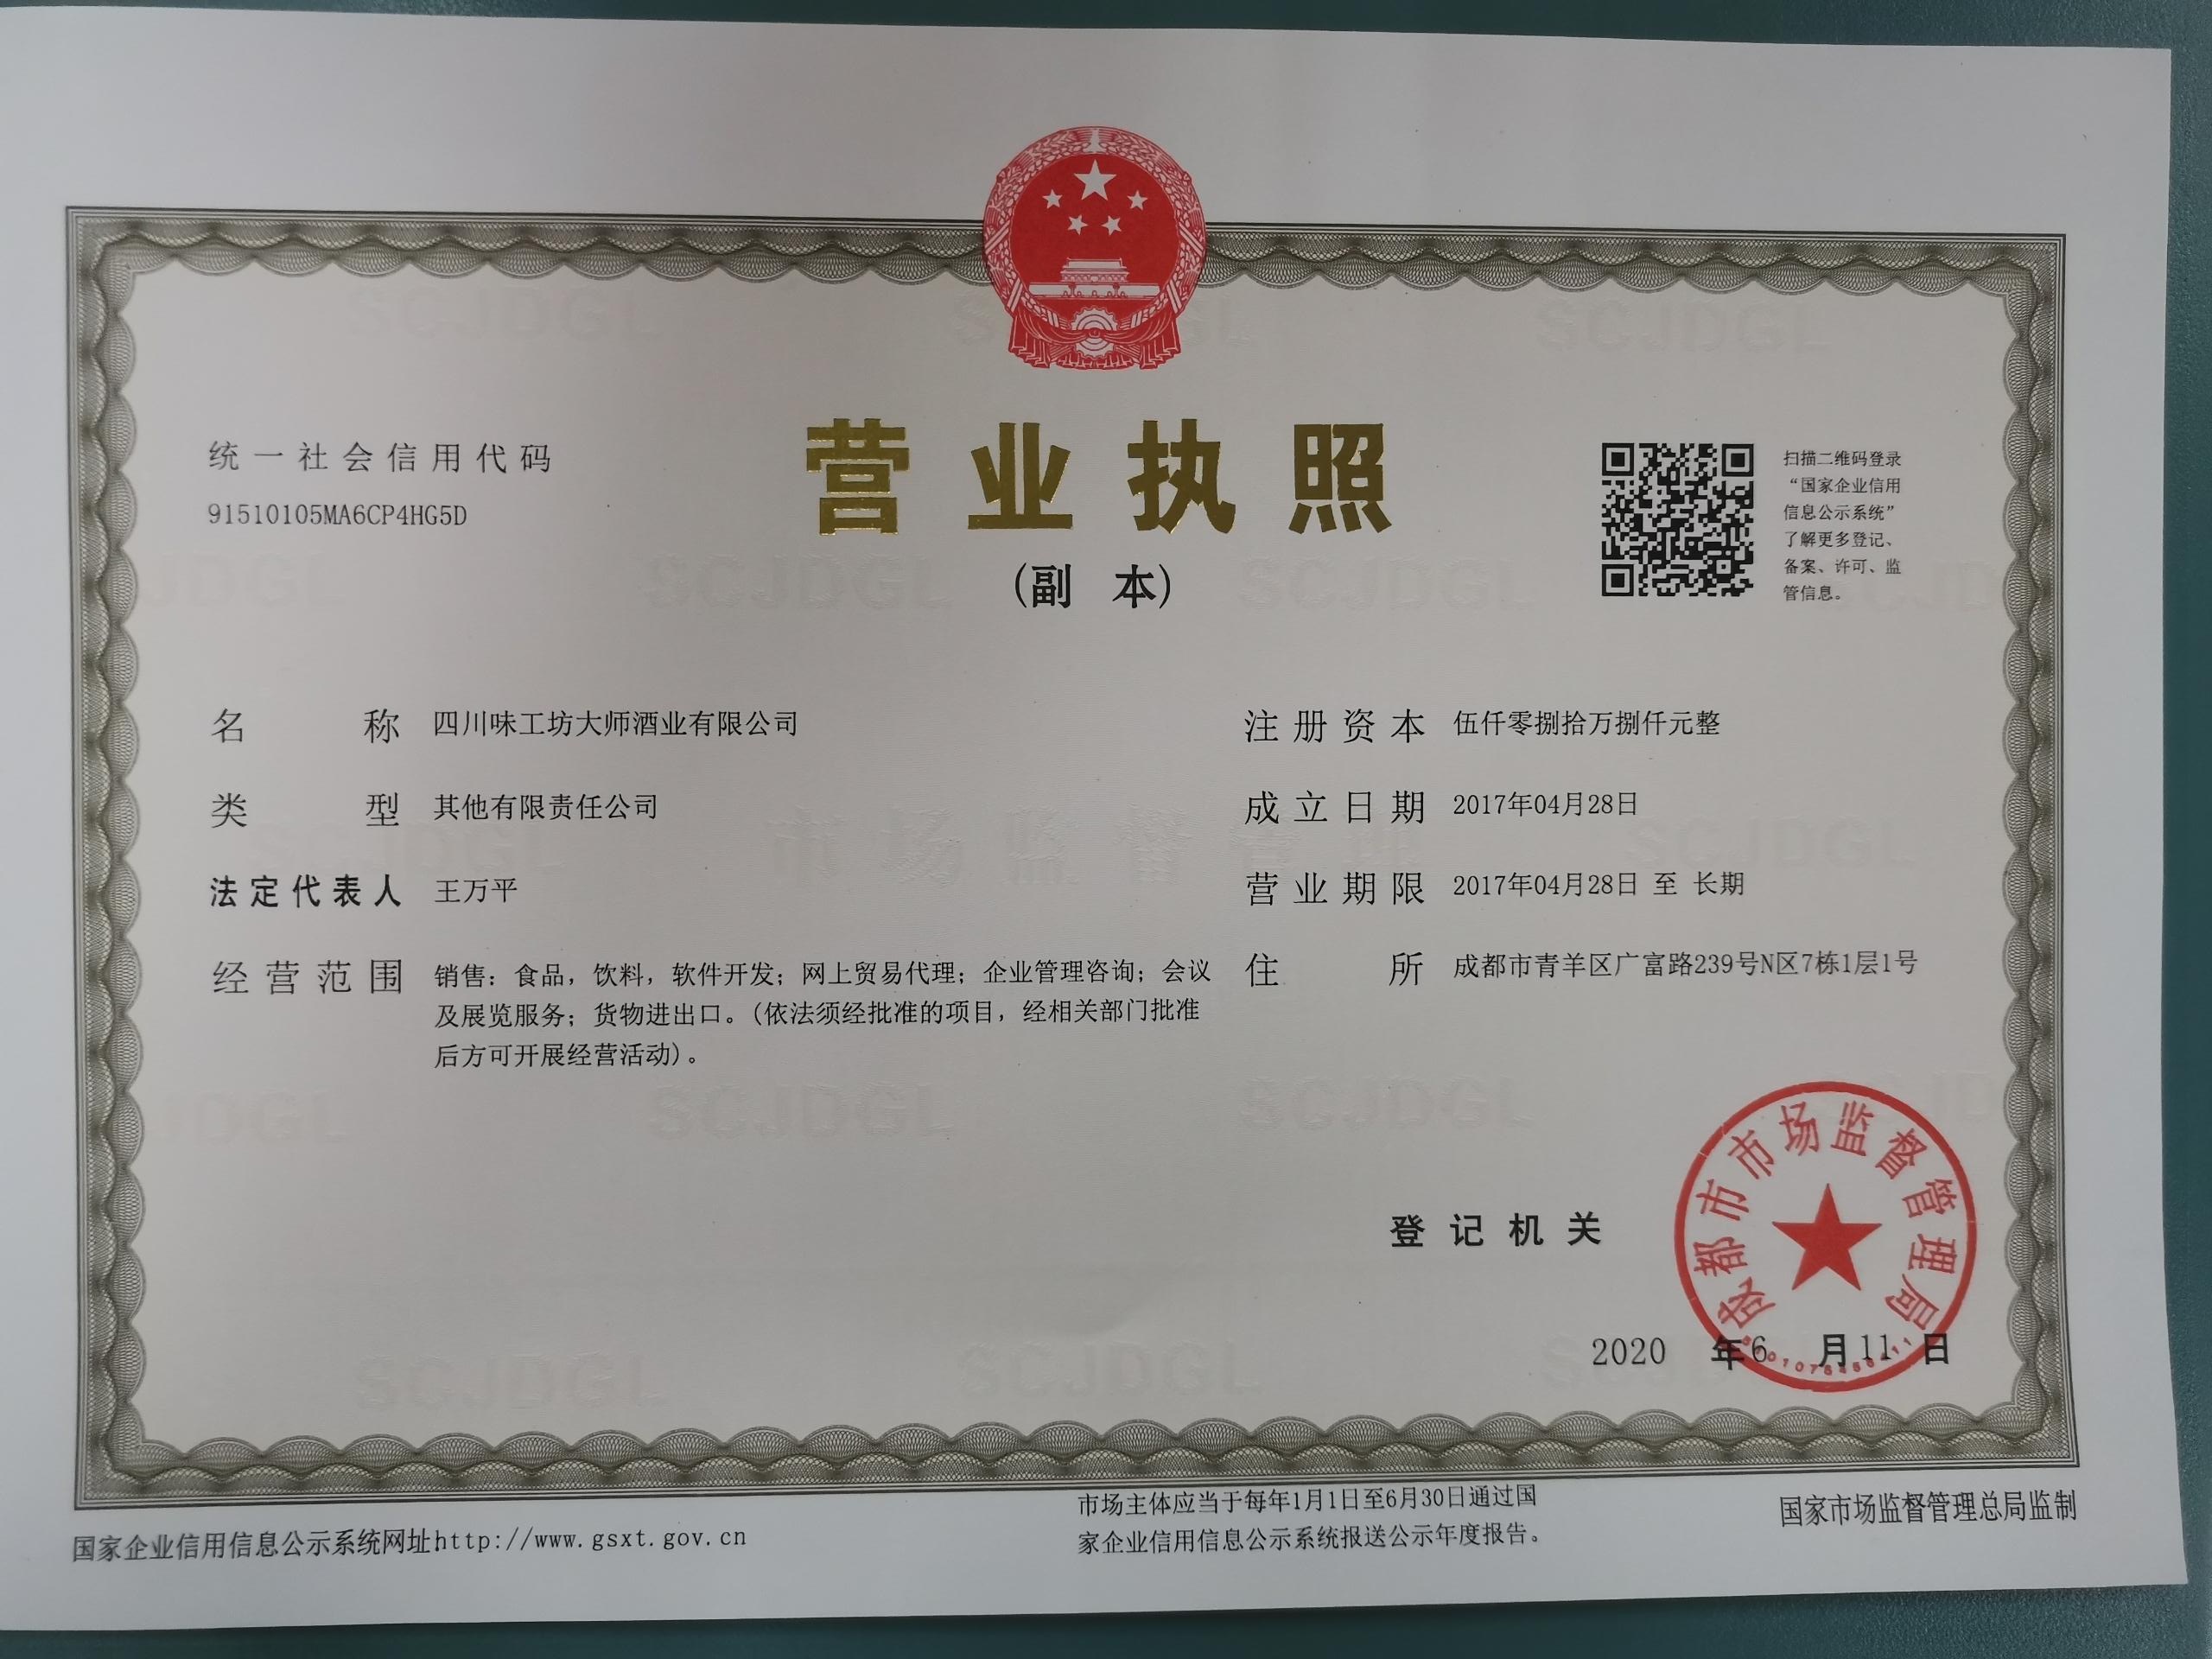 营业执照
(副 本)
统一社会信用代码
91510105MA6CP4HG5D
扫描二维码登录
“国家企业信用
信息公示系统”
了解更多登记、
备案、许可、监
管信息。
名 称 四川味工坊大师酒业有限公司
类 型 其他有限责任公司
法定代表人 王万平
经营范围 销售：食品，饮料，软件开发；网上贸易代理；企业管理咨询；会议
及展览服务；货物进出口。(依法须经批准的项目，经相关部门批准
后方可开展经营活动)。
注册资本 伍仟零捌拾万捌仟元整
成立日期 2017年04月28日
营业期限 2017年04月28日 至 长期
住 所 成都市青羊区广富路239号N区7栋1层1号
SCJDGL
市场监督管理
登记机关
成都市市场监督管理局
2020 年6 月11 日
国家企业信用信息公示系统网址http://www.gsxt.gov.cn
市场主体应当于每年1月1日至6月30日通过国
家企业信用信息公示系统报送公示年度报告。
国家市场监督管理总局监制